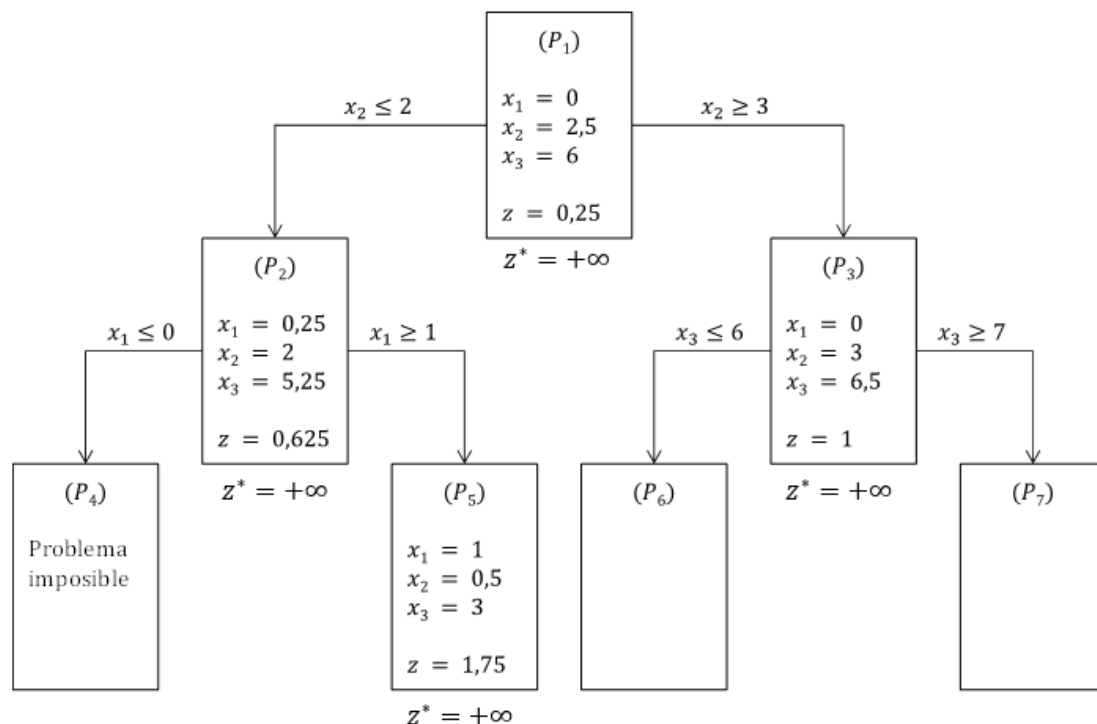 (P₁)
x₁ = 0
x₂ = 2,5
x₃ = 6
z = 0,25
z* = +∞
x₂ ≤ 2
x₂ ≥ 3
(P₂)
x₁ = 0,25
x₂ = 2
x₃ = 5,25
z = 0,625
z* = +∞
(P₃)
x₁ = 0
x₂ = 3
x₃ = 6,5
z = 1
z* = +∞
x₁ ≤ 0
x₁ ≥ 1
x₃ ≤ 6
x₃ ≥ 7
(P₄)
Problema
imposible
(P₅)
x₁ = 1
x₂ = 0,5
x₃ = 3
z = 1,75
z* = +∞
(P₆)
(P₇)